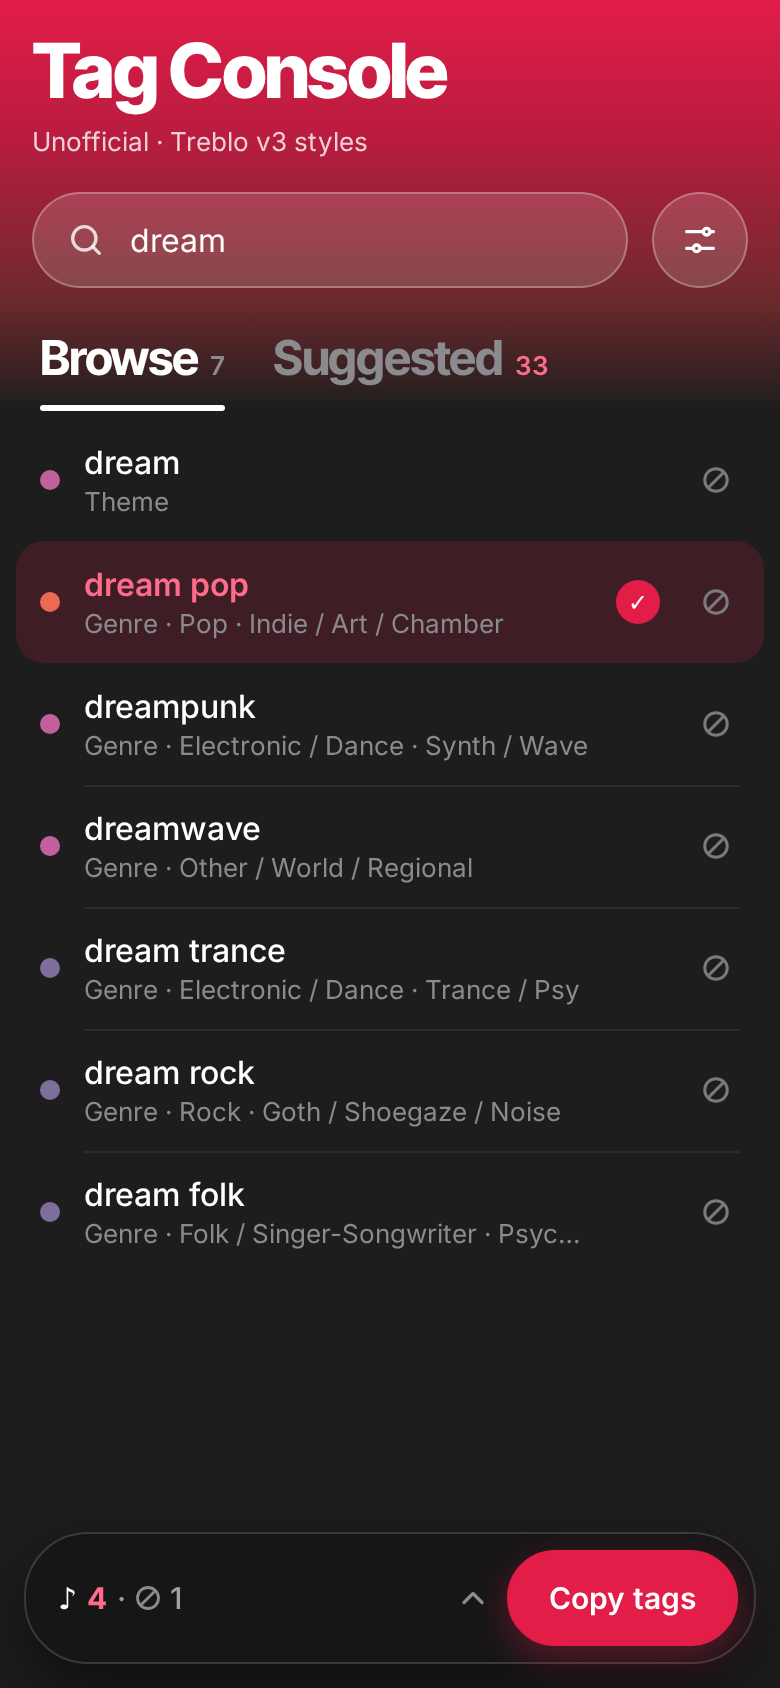 Tag Console
Unofficial · Treblo v3 styles
dream
Browse 7 Suggested 33
dream
Theme
dream pop
Genre · Pop · Indie / Art / Chamber
✓
dreampunk
Genre · Electronic / Dance · Synth / Wave
dreamwave
Genre · Other / World / Regional
dream trance
Genre · Electronic / Dance · Trance / Psy
dream rock
Genre · Rock · Goth / Shoegaze / Noise
dream folk
Genre · Folk / Singer-Songwriter · Psyc...
♪ 4 · 1
Copy tags